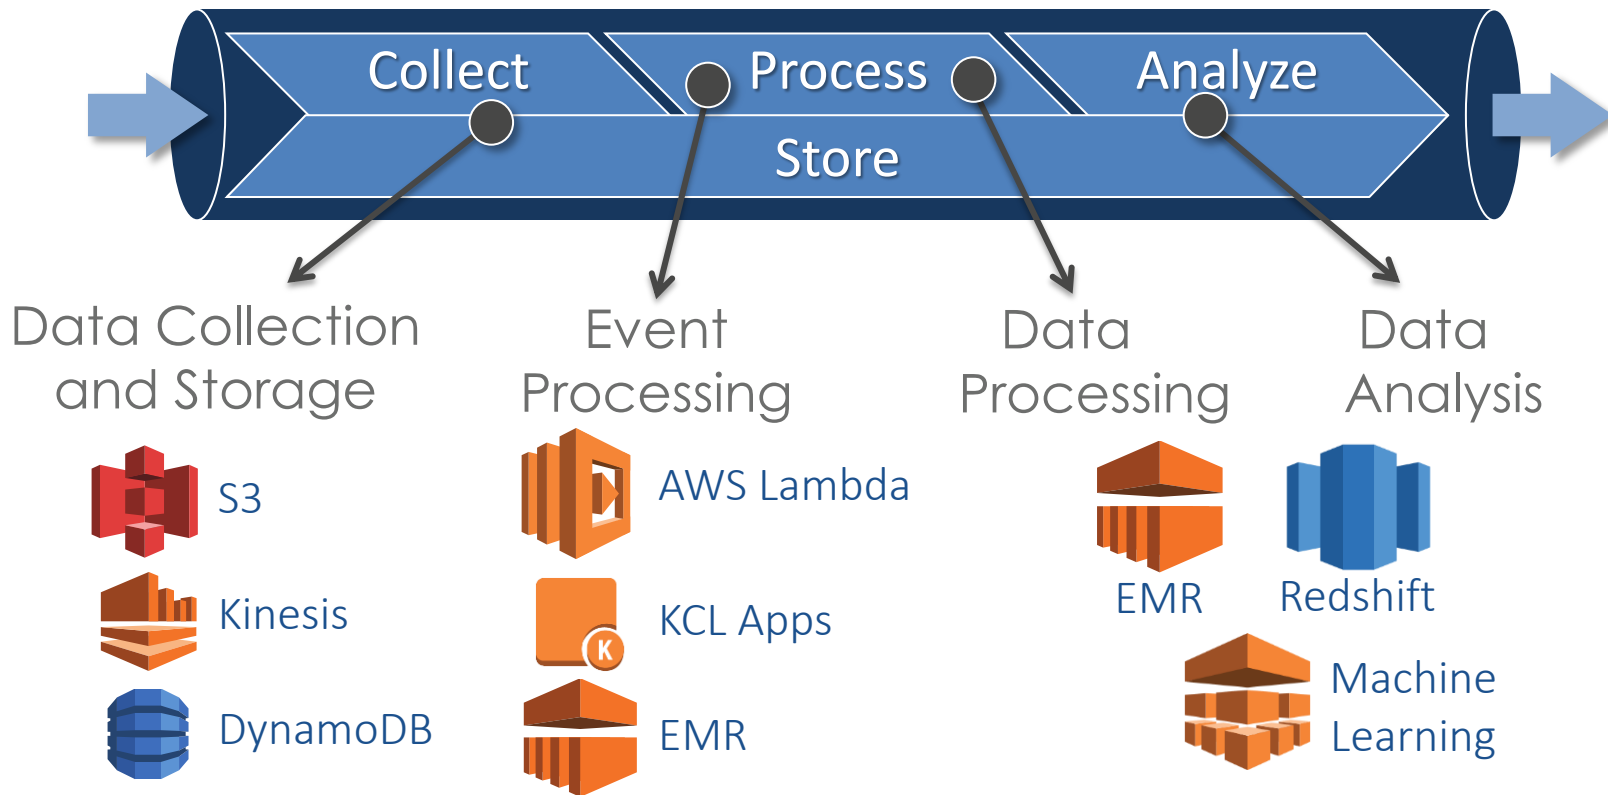 Collect
Process
Analyze
Store
Data Collection
and Storage
Event
Processing
Data
Processing
Data
Analysis
S3
Kinesis
DynamoDB
AWS Lambda
KCL Apps
K
EMR
EMR
Redshift
Machine
Learning